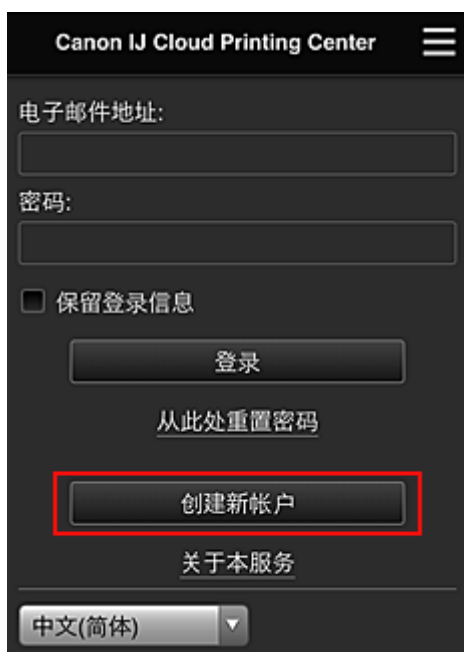 Canon IJ Cloud Printing Center
电子邮件地址:
密码:
保留登录信息
登录
从此处重置密码
创建新帐户
关于本服务
中文(简体)